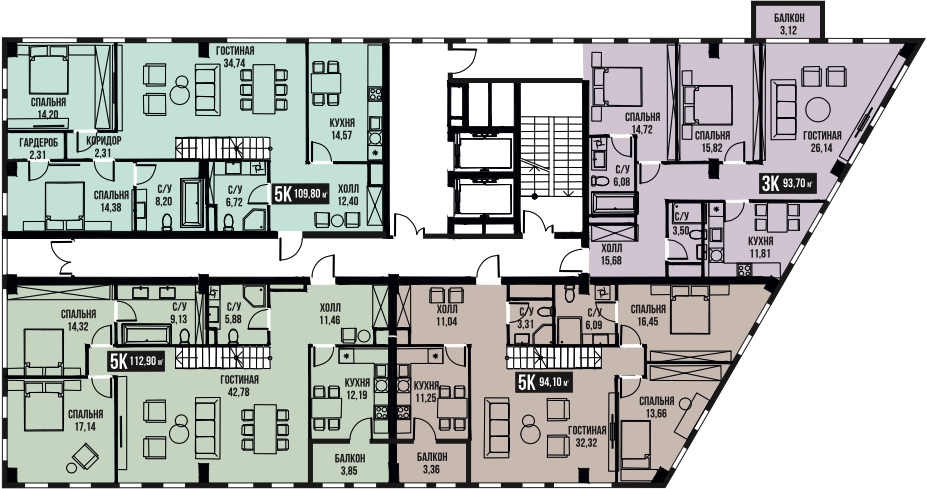 БАЛКОН
3,12
СПАЛЬНЯ
14,20
ГОСТИНАЯ
34,74
КУХНЯ
14,57
ГАРДЕРОБ
2,31
КОРИДОР
2,31
СПАЛЬНЯ
14,38
С/У
8,20
С/У
6,72
5К 109,80 м²
ХОЛЛ
12,40
СПАЛЬНЯ
14,72
СПАЛЬНЯ
15,82
ГОСТИНАЯ
26,14
С/У
6,08
3К 93,70 м²
С/У
3,50
ХОЛЛ
15,68
КУХНЯ
11,81
СПАЛЬНЯ
14,32
С/У
9,13
С/У
5,88
ХОЛЛ
11,46
5К 112,90 м²
ГОСТИНАЯ
42,78
КУХНЯ
12,19
СПАЛЬНЯ
17,14
БАЛКОН
3,85
ХОЛЛ
11,04
С/У
3,31
С/У
6,09
СПАЛЬНЯ
16,45
КУХНЯ
11,25
5К 94,10 м²
СПАЛЬНЯ
13,66
ГОСТИНАЯ
32,32
БАЛКОН
3,36